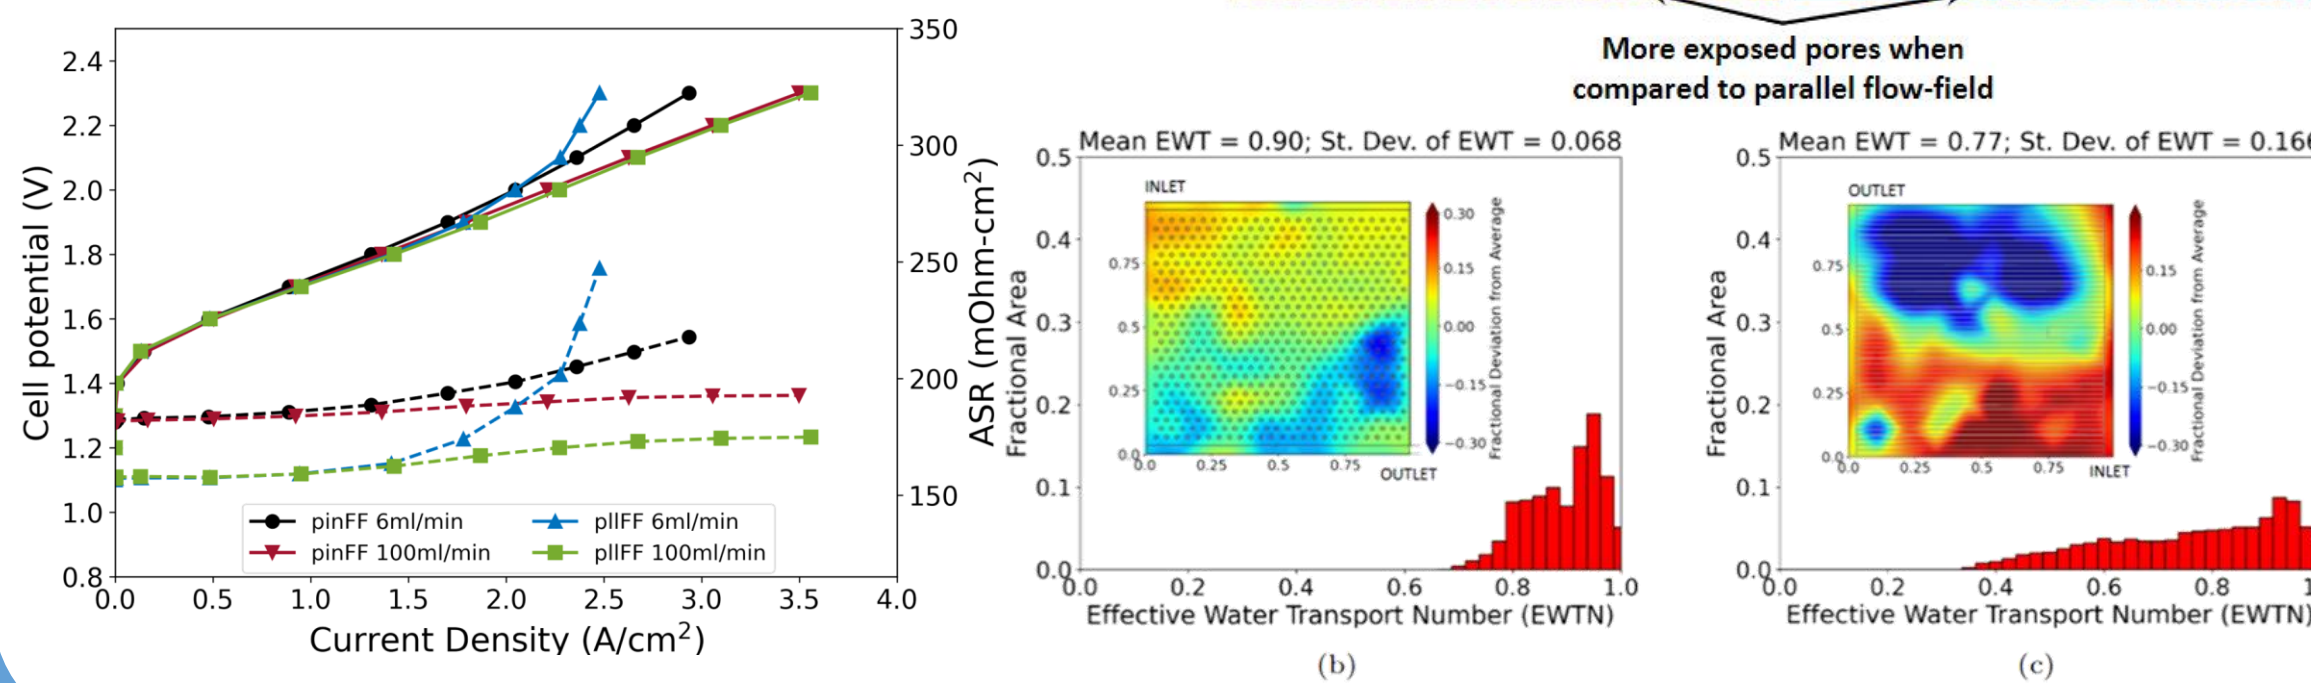 350
2.4
2.2
300
2.0
1.8
250
1.6
1.4
200
1.2
1.0
150
0.8
Cell potential (V)
ASR (mOhm-cm²)
pinFF 6ml/min
pllFF 6ml/min
pinFF 100ml/min
pllFF 100ml/min
0.0 0.5 1.0 1.5 2.0 2.5 3.0 3.5 4.0
Current Density (A/cm²)
More exposed pores when
compared to parallel flow-field
Mean EWT = 0.90; St. Dev. of EWT = 0.068
0.5
0.4
0.3
0.2
0.1
0.0
Fractional Area
INLET
0.75
0.5
0.25
0.0
0.0 0.25 0.5 0.75
OUTLET
0.30
0.15
0.00
−0.15
−0.30
Fractional Deviation from Average
0.0 0.2 0.4 0.6 0.8 1.0
Effective Water Transport Number (EWTN)
(b)
Mean EWT = 0.77; St. Dev. of EWT =
0.5
0.4
0.3
0.2
0.1
0.0
Fractional Area
OUTLET
0.75
0.5
0.25
0.0
0.0 0.25 0.5 0.75
INLET
0.15
0.00
−0.15
−0.30
Fractional Deviation from Average
0.0 0.2 0.4 0.6 0.8
Effective Water Transport Number (EWTN)
(c)